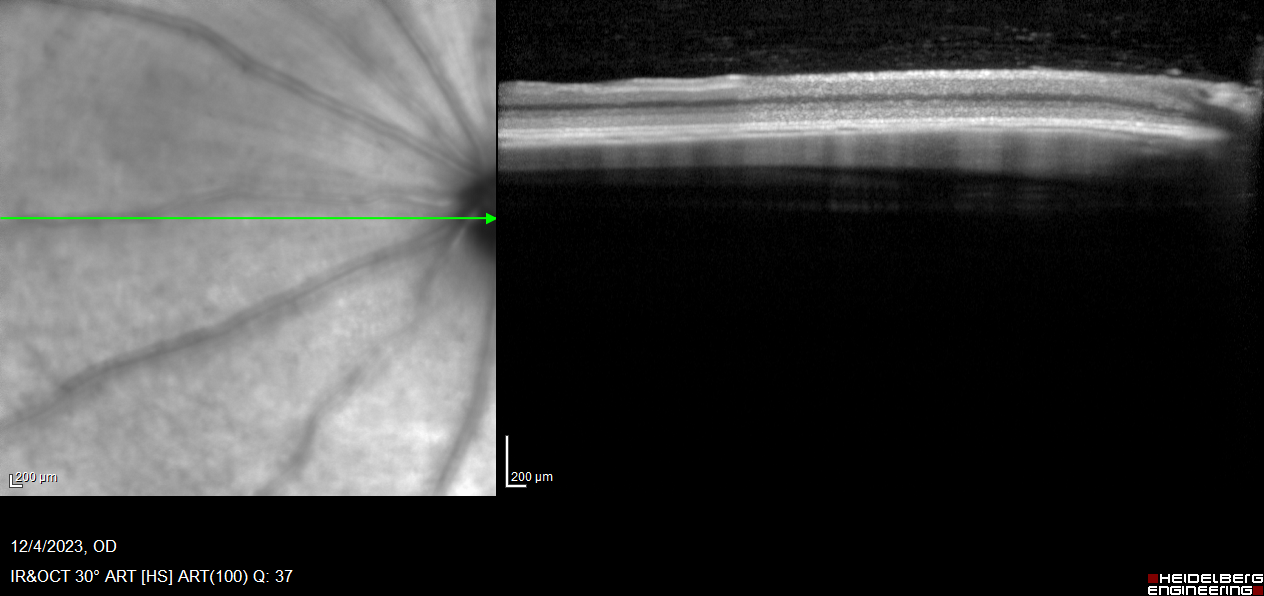 200 µm
200 µm
12/4/2023, OD
IR&OCT 30° ART [HS] ART(100) Q: 37
HEIDELBERG
ENGINEERING